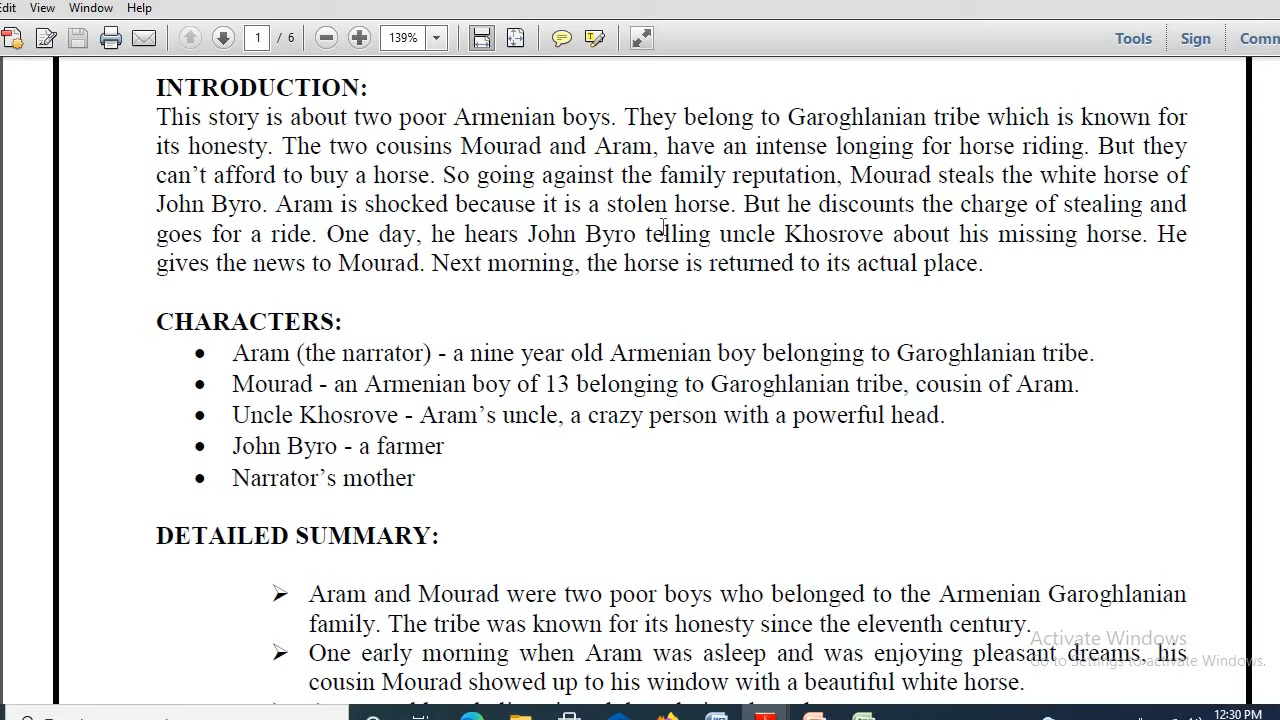 Edit View Window Help
1 / 6 139% Tools Sign Comm
INTRODUCTION:
This story is about two poor Armenian boys. They belong to Garoghlanian tribe which is known for
its honesty. The two cousins Mourad and Aram, have an intense longing for horse riding. But they
can’t afford to buy a horse. So going against the family reputation, Mourad steals the white horse of
John Byro. Aram is shocked because it is a stolen horse. But he discounts the charge of stealing and
goes for a ride. One day, he hears John Byro telling uncle Khosrove about his missing horse. He
gives the news to Mourad. Next morning, the horse is returned to its actual place.
CHARACTERS:
• Aram (the narrator) - a nine year old Armenian boy belonging to Garoghlanian tribe.
• Mourad - an Armenian boy of 13 belonging to Garoghlanian tribe, cousin of Aram.
• Uncle Khosrove - Aram’s uncle, a crazy person with a powerful head.
• John Byro - a farmer
• Narrator’s mother
DETAILED SUMMARY:
➢ Aram and Mourad were two poor boys who belonged to the Armenian Garoghlanian
family. The tribe was known for its honesty since the eleventh century.
➢ One early morning when Aram was asleep and was enjoying pleasant dreams, his
cousin Mourad showed up to his window with a beautiful white horse.
Activate Windows
Go to Settings to activate Windows.
12:30 PM